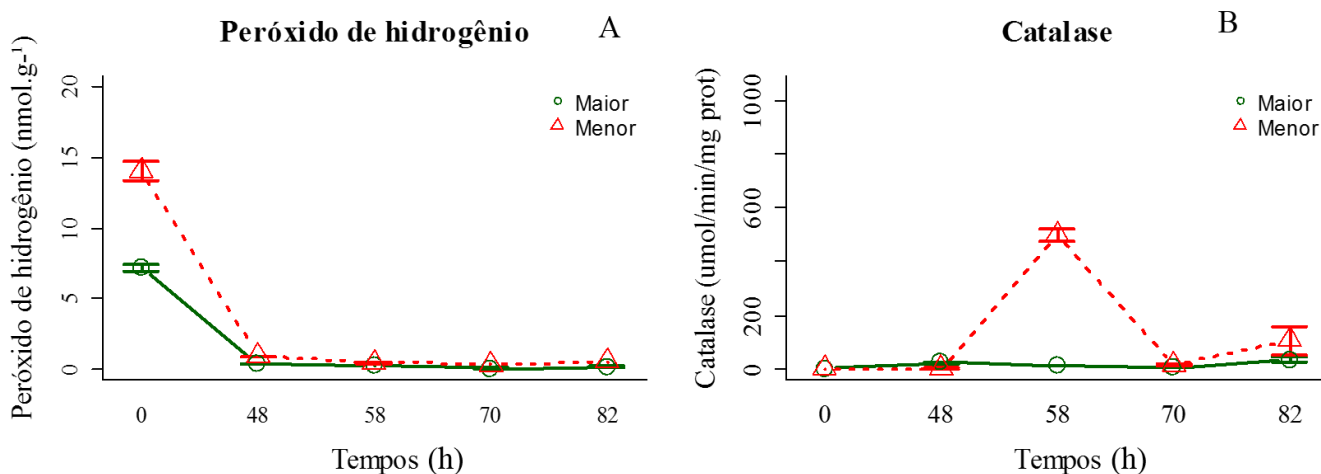 Peróxido de hidrogênio
A
Peróxido de hidrogênio (nmol.g-¹)
20
15
10
5
0
Maior
Menor
0 48 58 70 82
Tempos (h)
Catalase
B
Catalase (umol/min/mg prot)
1000
600
200
0
Maior
Menor
0 48 58 70 82
Tempos (h)